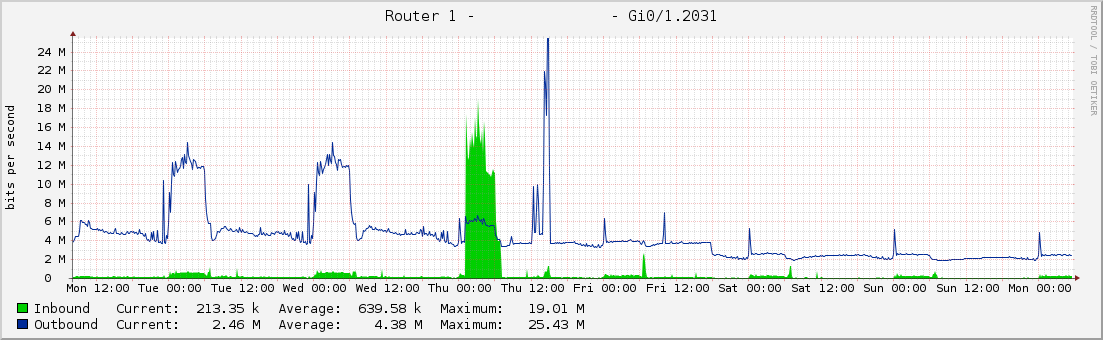 Router 1 - - Gi0/1.2031
RRDTOOL / TOBI OETIKER
bits per second
24 M
22 M
20 M
18 M
16 M
14 M
12 M
10 M
8 M
6 M
4 M
2 M
0
Mon 12:00 Tue 00:00 Tue 12:00 Wed 00:00 Wed 12:00 Thu 00:00 Thu 12:00 Fri 00:00 Fri 12:00 Sat 00:00 Sat 12:00 Sun 00:00 Sun 12:00 Mon 00:00
Inbound Current: 213.35 k Average: 639.58 k Maximum: 19.01 M
Outbound Current: 2.46 M Average: 4.38 M Maximum: 25.43 M